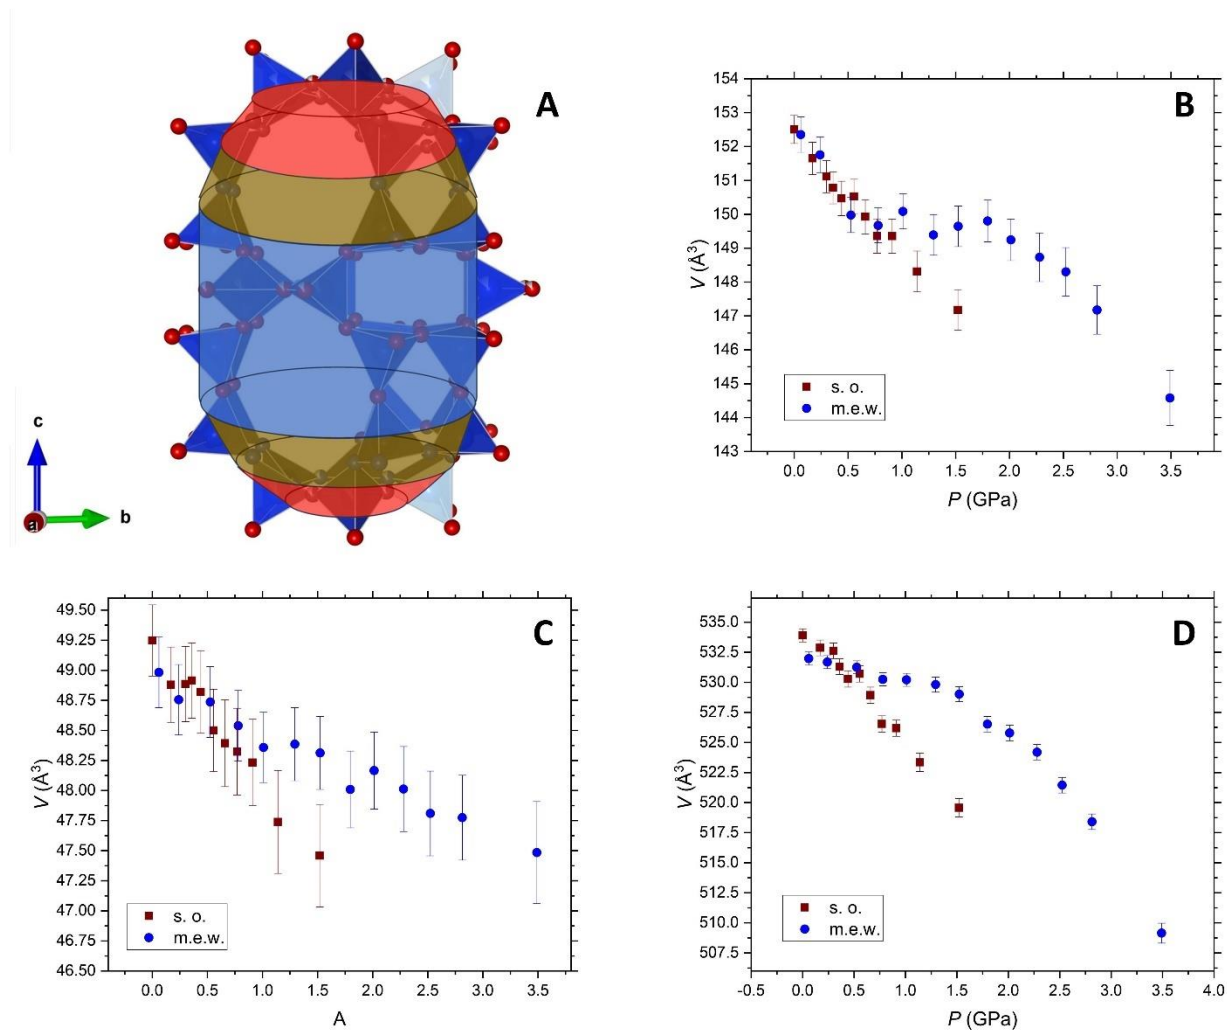 A
c
a
b
B
154
153
152
151
150
149
148
147
146
145
144
143
V (Å³)
0.0 0.5 1.0 1.5 2.0 2.5 3.0 3.5
P (GPa)
s. o.
m.e.w.
C
49.50
49.25
49.00
48.75
48.50
48.25
48.00
47.75
47.50
47.25
47.00
46.75
46.50
V (Å³)
0.0 0.5 1.0 1.5 2.0 2.5 3.0 3.5
A
s. o.
m.e.w.
D
535.0
532.5
530.0
527.5
525.0
522.5
520.0
517.5
515.0
512.5
510.0
507.5
V (Å³)
-0.5 0.0 0.5 1.0 1.5 2.0 2.5 3.0 3.5 4.0
P (GPa)
s. o.
m.e.w.